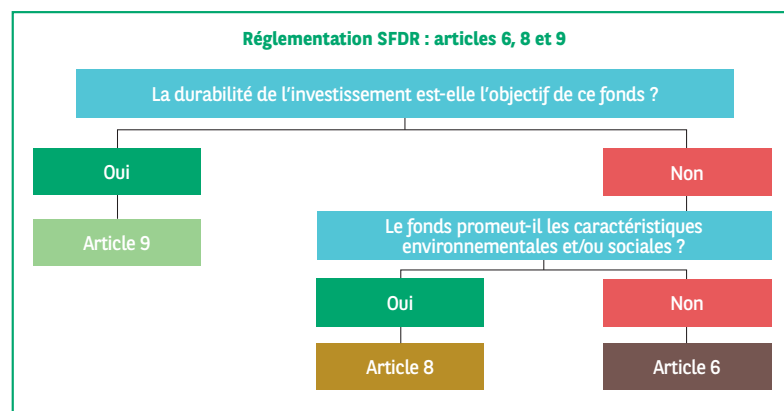 Réglementation SFDR : articles 6, 8 et 9
La durabilité de l'investissement est-elle l'objectif de ce fonds ?
Oui
Non
Article 9
Le fonds promeut-il les caractéristiques
environnementales et/ou sociales ?
Oui
Non
Article 8
Article 6